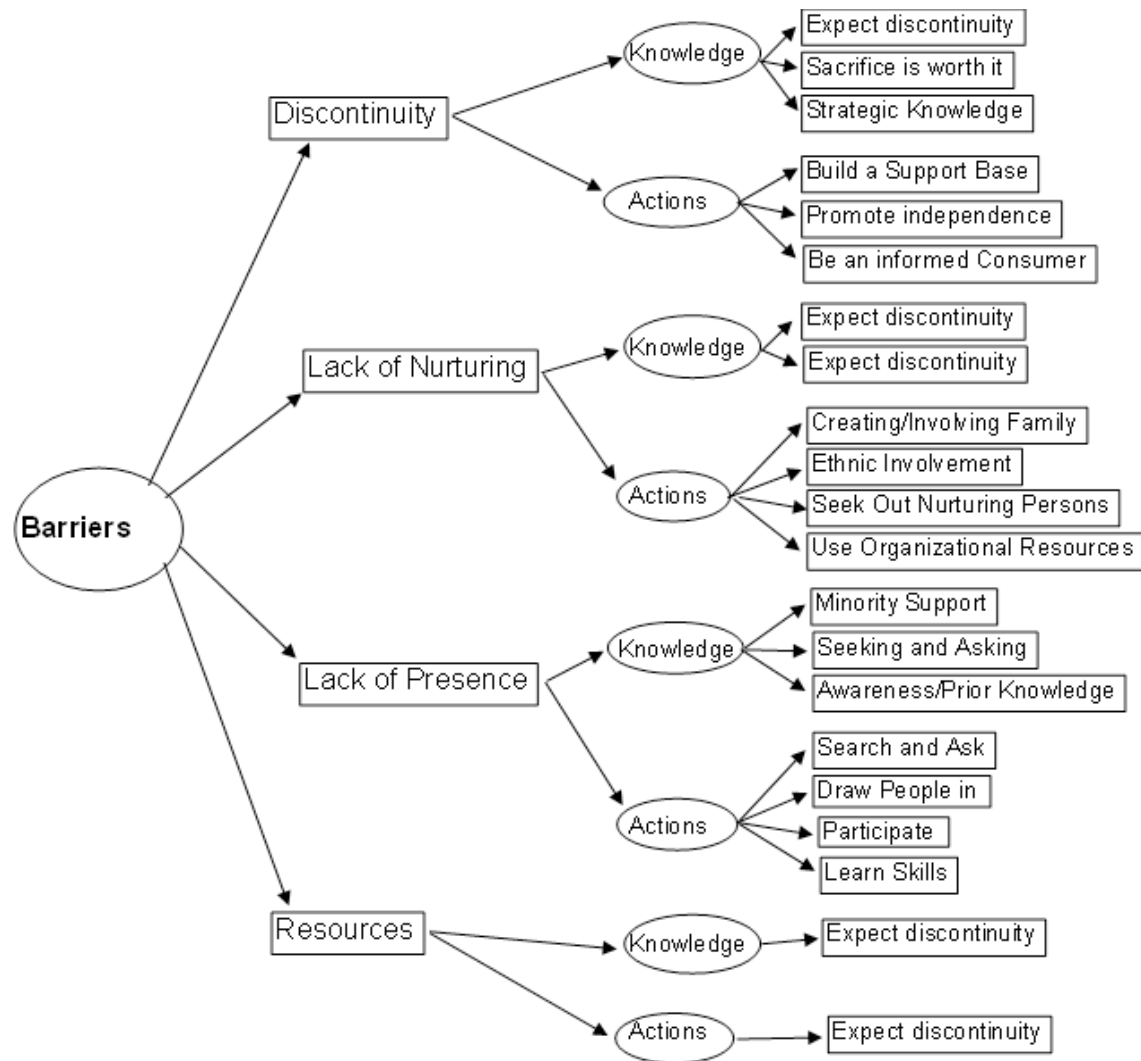 Barriers
Discontinuity
Knowledge
Expect discontinuity
Sacrifice is worth it
Strategic Knowledge
Actions
Build a Support Base
Promote independence
Be an informed Consumer
Lack of Nurturing
Knowledge
Expect discontinuity
Expect discontinuity
Actions
Creating/Involving Family
Ethnic Involvement
Seek Out Nurturing Persons
Use Organizational Resources
Lack of Presence
Knowledge
Minority Support
Seeking and Asking
Awareness/Prior Knowledge
Actions
Search and Ask
Draw People in
Participate
Learn Skills
Resources
Knowledge
Expect discontinuity
Actions
Expect discontinuity